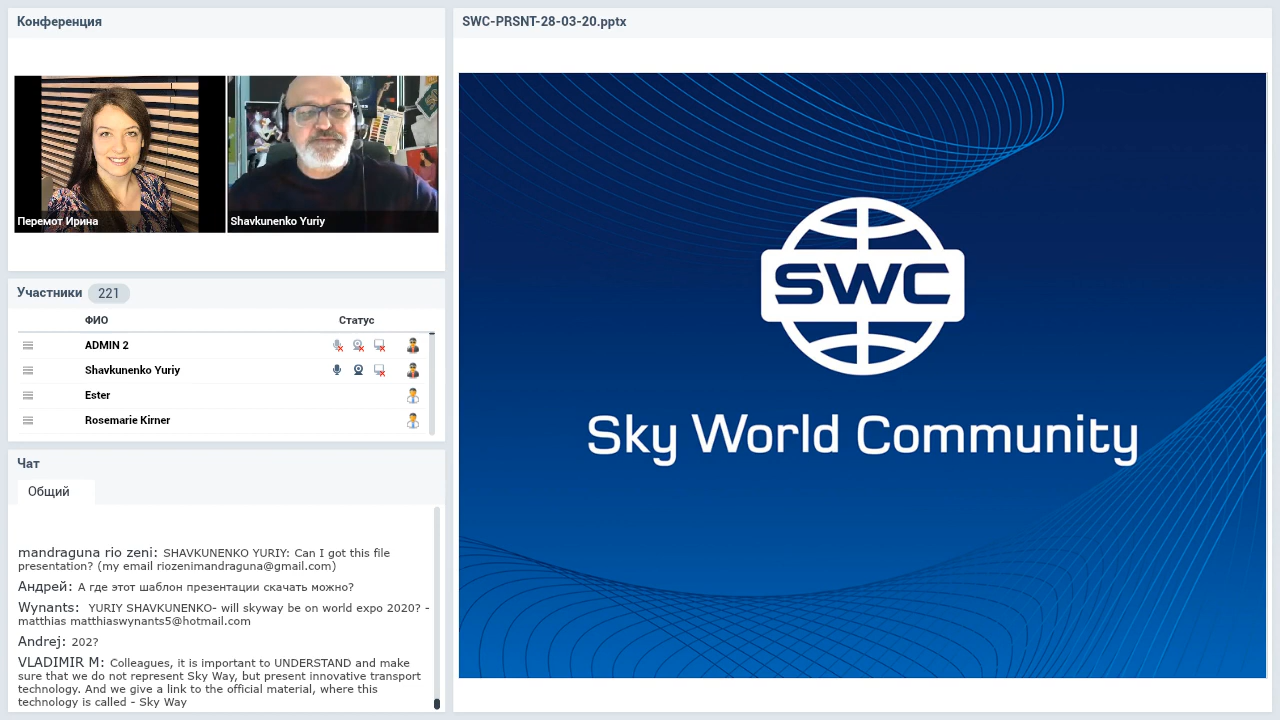 Конференция
Перемот Ирина
Shavkunenko Yuriy
Участники 221
ФИО Статус
ADMIN 2
Shavkunenko Yuriy
Ester
Rosemarie Kirner
Чат
Общий
mandraguna rio zeni: SHAVKUNENKO YURIY: Can I got this file
presentation? (my email riozenimandraguna@gmail.com)
Андрей: А где этот шаблон презентации скачать можно?
Wynants: YURIY SHAVKUNENKO- will skyway be on world expo 2020? -
matthias matthiaswynants5@hotmail.com
Andrej: 202?
VLADIMIR M: Colleagues, it is important to UNDERSTAND and make
sure that we do not represent Sky Way, but present innovative transport
technology. And we give a link to the official material, where this
technology is called - Sky Way
SWC-PRSNT-28-03-20.pptx
SWC
Sky World Community